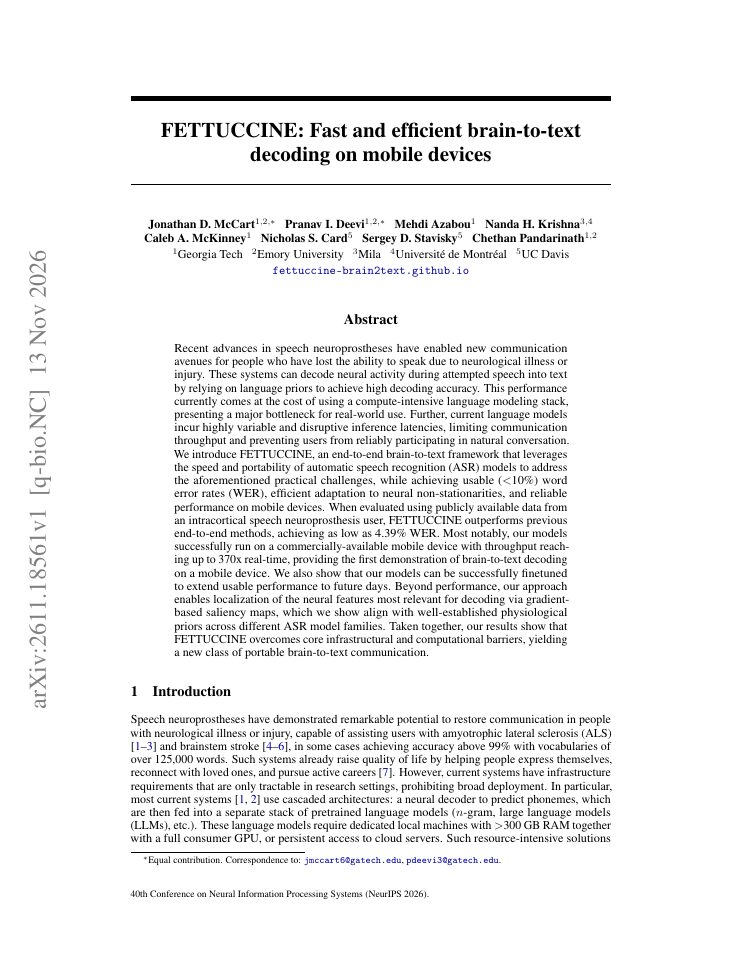 arXiv:2611.18561v1 [q-bio.NC] 13 Nov 2026
FETTUCCINE: Fast and efficient brain-to-text
decoding on mobile devices
Jonathan D. McCart1,2,∗ Pranav I. Deevi1,2,∗ Mehdi Azabou1 Nanda H. Krishna3,4
Caleb A. McKinney1 Nicholas S. Card5 Sergey D. Stavisky5 Chethan Pandarinath1,2
1Georgia Tech 2Emory University 3Mila 4Université de Montréal 5UC Davis
fettuccine-brain2text.github.io
Abstract
Recent advances in speech neuroprostheses have enabled new communication
avenues for people who have lost the ability to speak due to neurological illness or
injury. These systems can decode neural activity during attempted speech into text
by relying on language priors to achieve high decoding accuracy. This performance
currently comes at the cost of using a compute-intensive language modeling stack,
presenting a major bottleneck for real-world use. Further, current language models
incur highly variable and disruptive inference latencies, limiting communication
throughput and preventing users from reliably participating in natural conversation.
We introduce FETTUCCINE, an end-to-end brain-to-text framework that leverages
the speed and portability of automatic speech recognition (ASR) models to address
the aforementioned practical challenges, while achieving usable (<10%) word
error rates (WER), efficient adaptation to neural non-stationarities, and reliable
performance on mobile devices. When evaluated using publicly available data from
an intracortical speech neuroprosthesis user, FETTUCCINE outperforms previous
end-to-end methods, achieving as low as 4.39% WER. Most notably, our models
successfully run on a commercially-available mobile device with throughput reach-
ing up to 370x real-time, providing the first demonstration of brain-to-text decoding
on a mobile device. We also show that our models can be successfully finetuned
to extend usable performance to future days. Beyond performance, our approach
enables localization of the neural features most relevant for decoding via gradient-
based saliency maps, which we show align with well-established physiological
priors across different ASR model families. Taken together, our results show that
FETTUCCINE overcomes core infrastructural and computational barriers, yielding
a new class of portable brain-to-text communication.
1 Introduction
Speech neuroprostheses have demonstrated remarkable potential to restore communication in people
with neurological illness or injury, capable of assisting users with amyotrophic lateral sclerosis (ALS)
[1–3] and brainstem stroke [4–6], in some cases achieving accuracy above 99% with vocabularies of
over 125,000 words. Such systems already raise quality of life by helping people express themselves,
reconnect with loved ones, and pursue active careers [7]. However, current systems have infrastructure
requirements that are only tractable in research settings, prohibiting broad deployment. In particular,
most current systems [1, 2] use cascaded architectures: a neural decoder to predict phonemes, which
are then fed into a separate stack of pretrained language models (n-gram, large language models
(LLMs), etc.). These language models require dedicated local machines with >300 GB RAM together
with a full consumer GPU, or persistent access to cloud servers. Such resource-intensive solutions
∗Equal contribution. Correspondence to: jmccart6@gatech.edu, pdeevi3@gatech.edu.
40th Conference on Neural Information Processing Systems (NeurIPS 2026).